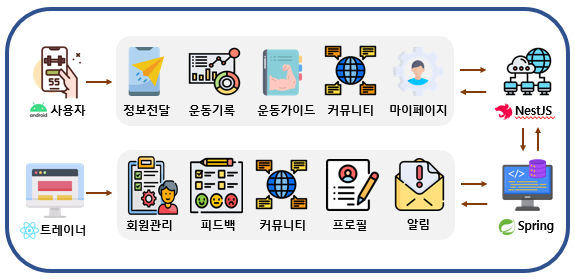 55
android
사용자
정보전달
운동기록
운동가이드
커뮤니티
마이페이지
NestJS
트레이너
회원관리
피드백
커뮤니티
프로필
알림
</>
Spring